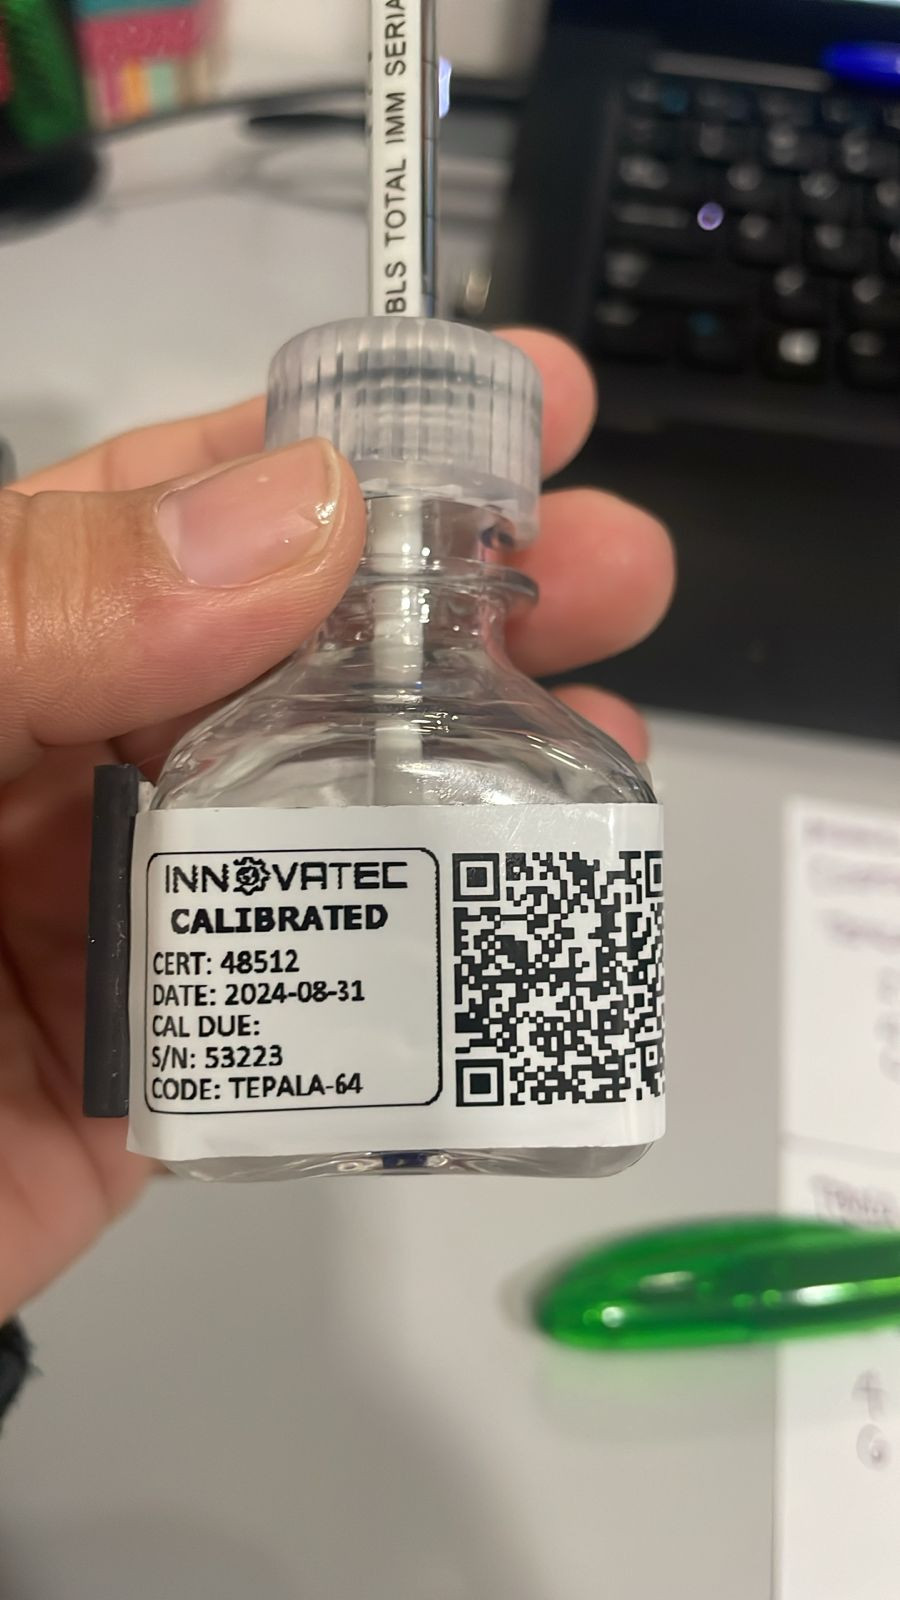 BLS TOTAL IMM SERIA
INNOVATEC
CALIBRATED
CERT: 48512
DATE: 2024-08-31
CAL DUE:
S/N: 53223
CODE: TEPALA-64